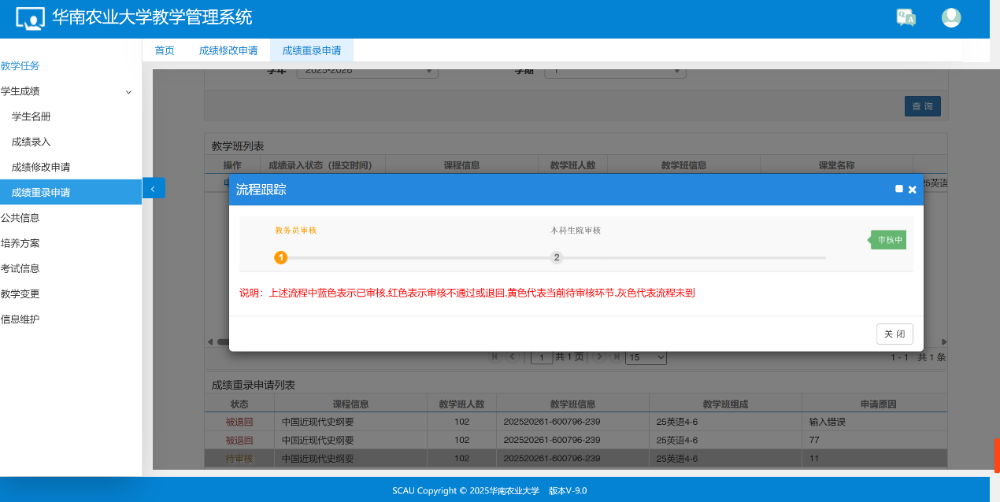 华南农业大学教学管理系统
首页 成绩修改申请 成绩重录申请
教学任务
学生成绩
学生名册
成绩录入
成绩修改申请
成绩重录申请
公共信息
培养方案
考试信息
教学变更
信息维护
学年 2025-2026 学期 1
查 询
教学班列表
操作 成绩录入状态（提交时间） 课程信息 教学班人数 教学班信息 课堂名称
25英语
流程跟踪
教务员审核 本科生院审核
审核中
1 2
说明：上述流程中蓝色表示已审核,红色表示审核不通过或退回,黄色代表当前待审核环节,灰色代表流程未到
关 闭
1 共 1 页 15 1 - 1 共 1 条
成绩重录申请列表
状态 课程信息 教学班人数 教学班信息 教学班组成 申请原因
被退回 中国近现代史纲要 102 202520261-600796-239 25英语4-6 输入错误
被退回 中国近现代史纲要 102 202520261-600796-239 25英语4-6 77
待审核 中国近现代史纲要 102 202520261-600796-239 25英语4-6 11
SCAU Copyright © 2025华南农业大学 版本V-9.0